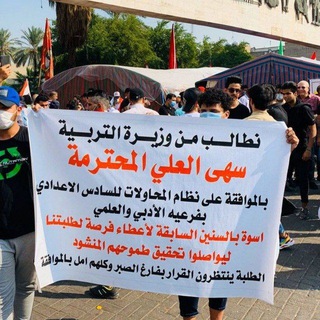 نطالب من وزيرة التربية
سهى العلي المحترمة
بالموافقة على نظام المحاولات للسادس الاعدادي
بفرعيه الأدبي والعلمي
اسوة بالسنين السابقة لأعطاء فرصة لطلبتنا
ليواصلوا تحقيق طموحهم المنشود
الطلبة ينتظرون القرار بفارغ الصبر وكلهم امل بالموافقة